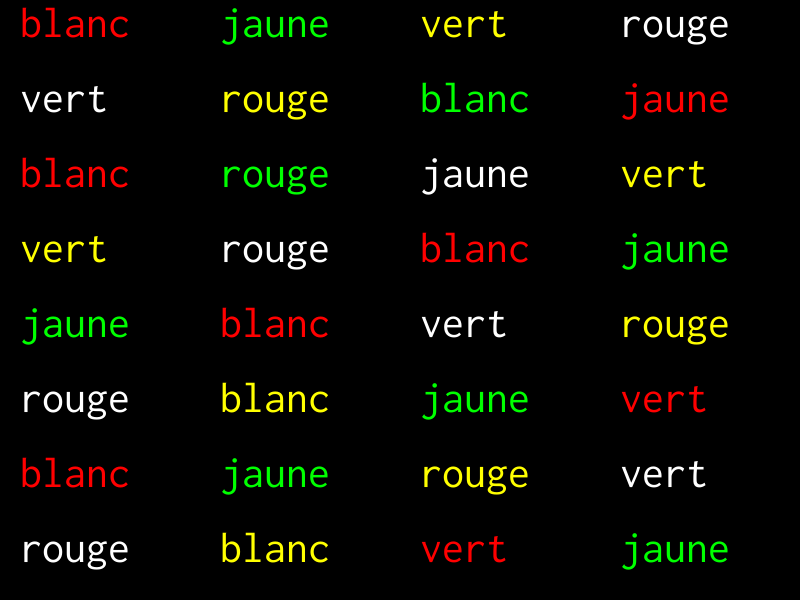 blanc jaune vert rouge
vert rouge blanc jaune
blanc rouge jaune vert
vert rouge blanc jaune
jaune blanc vert rouge
rouge blanc jaune vert
blanc jaune rouge vert
rouge blanc vert jaune